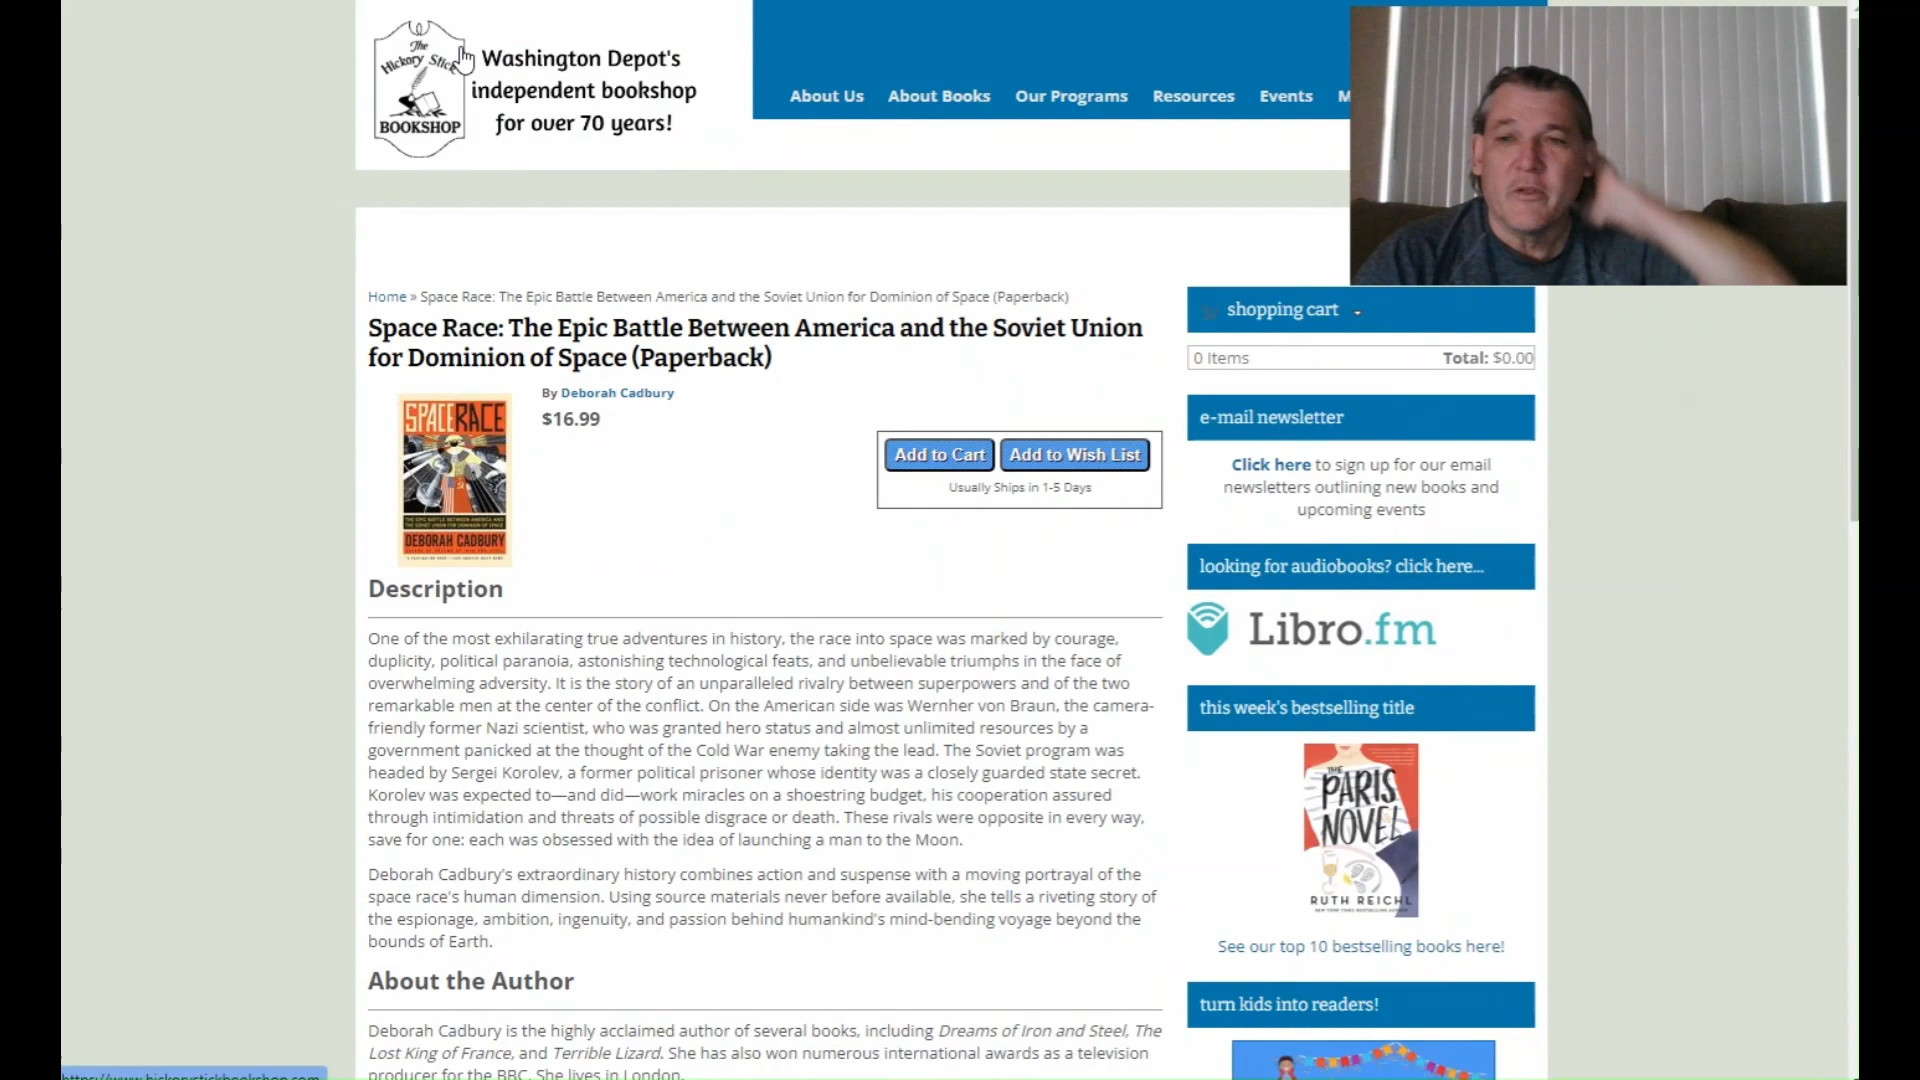 The
Hickory Stick
BOOKSHOP
Washington Depot's
independent bookshop
for over 70 years!
About Us
About Books
Our Programs
Resources
Events
M
Home » Space Race: The Epic Battle Between America and the Soviet Union for Dominion of Space (Paperback)
Space Race: The Epic Battle Between America and the Soviet Union
for Dominion of Space (Paperback)
SPACE RACE
THE EPIC BATTLE BETWEEN AMERICA AND
THE SOVIET UNION FOR DOMINION OF SPACE
DEBORAH CADBURY
By Deborah Cadbury
$16.99
Add to Cart
Add to Wish List
Usually Ships in 1-5 Days
Description
One of the most exhilarating true adventures in history, the race into space was marked by courage,
duplicity, political paranoia, astonishing technological feats, and unbelievable triumphs in the face of
overwhelming adversity. It is the story of an unparalleled rivalry between superpowers and of the two
remarkable men at the center of the conflict. On the American side was Wernher von Braun, the camera-
friendly former Nazi scientist, who was granted hero status and almost unlimited resources by a
government panicked at the thought of the Cold War enemy taking the lead. The Soviet program was
headed by Sergei Korolev, a former political prisoner whose identity was a closely guarded state secret.
Korolev was expected to—and did—work miracles on a shoestring budget, his cooperation assured
through intimidation and threats of possible disgrace or death. These rivals were opposite in every way,
save for one: each was obsessed with the idea of launching a man to the Moon.
Deborah Cadbury's extraordinary history combines action and suspense with a moving portrayal of the
space race's human dimension. Using source materials never before available, she tells a riveting story of
the espionage, ambition, ingenuity, and passion behind humankind's mind-bending voyage beyond the
bounds of Earth.
About the Author
Deborah Cadbury is the highly acclaimed author of several books, including Dreams of Iron and Steel, The
Lost King of France, and Terrible Lizard. She has also won numerous international awards as a television
producer for the BBC. She lives in London.
shopping cart
0 Items
Total: $0.00
e-mail newsletter
Click here to sign up for our email
newsletters outlining new books and
upcoming events
looking for audiobooks? click here...
Libro.fm
this week's bestselling title
THE
PARIS
NOVEL
RUTH REICHL
See our top 10 bestselling books here!
turn kids into readers!
https://www.hickorystickbookshop.com